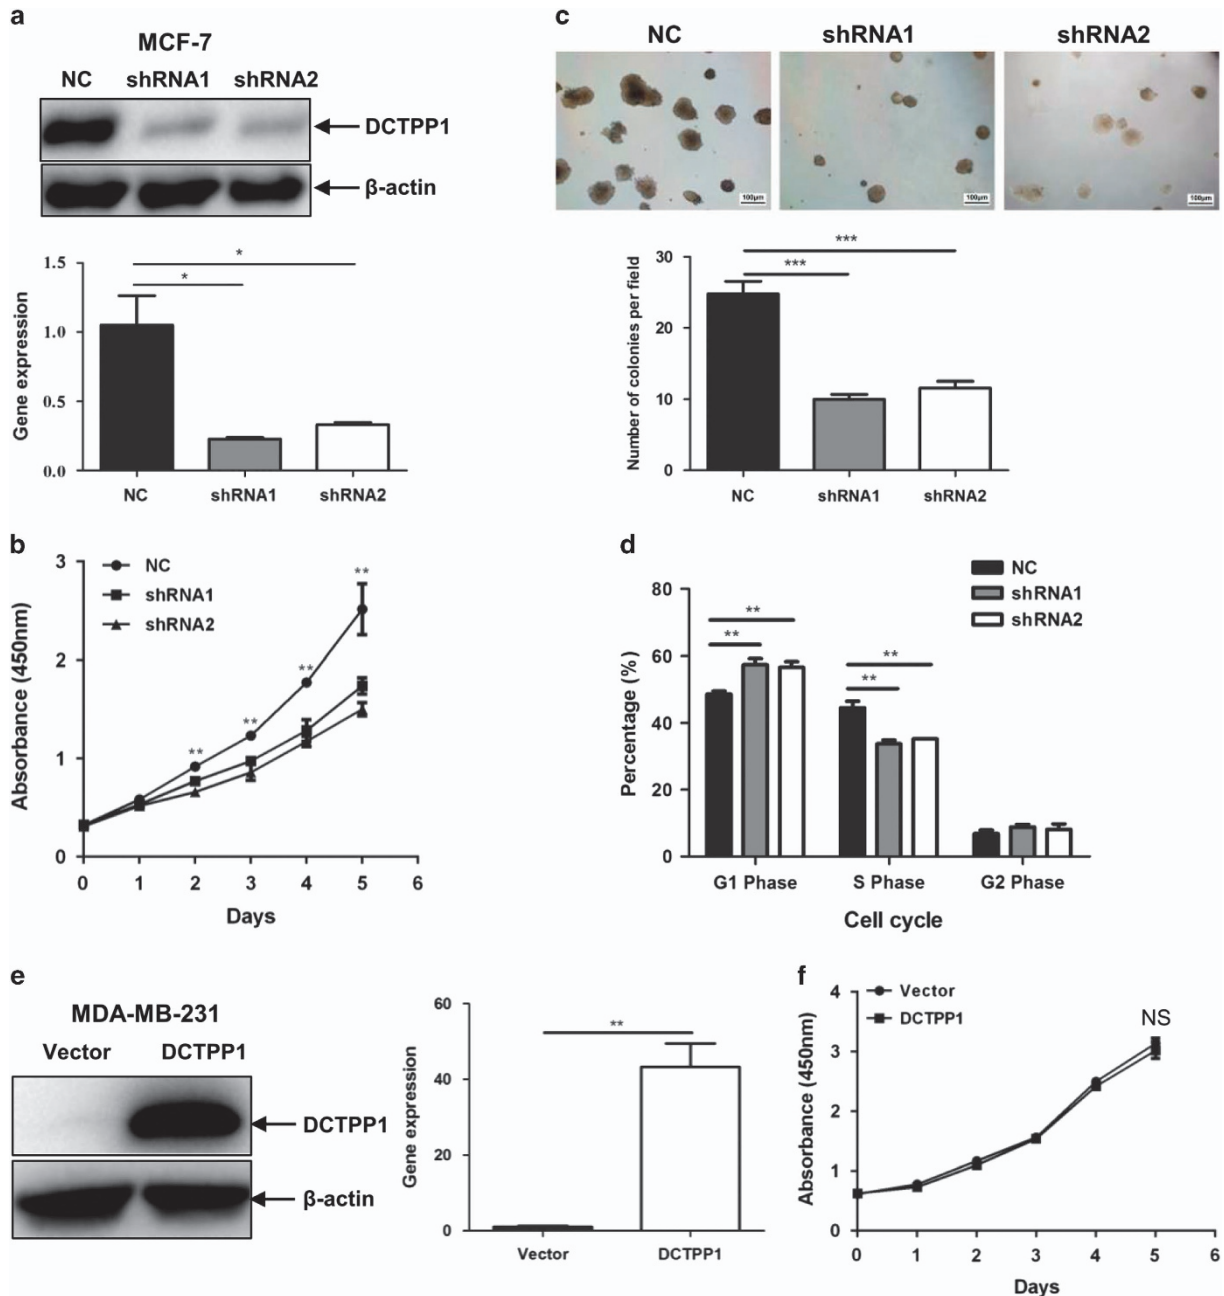 a
MCF-7
NC shRNA1 shRNA2
DCTPP1
β-actin
Gene expression
1.5
*
*
1.0
0.5
0.0
NC shRNA1 shRNA2
c
NC shRNA1 shRNA2
100μm 100μm 100μm
Number of colonies per field
***
***
30
20
10
0
NC shRNA1 shRNA2
b
Absorbance (450nm)
NC
shRNA1
shRNA2
3
2
1
0
** ** ** **
0 1 2 3 4 5 6
Days
d
NC
shRNA1
shRNA2
Percentage (%)
80
60
40
20
0
**
**
**
**
G1 Phase S Phase G2 Phase
Cell cycle
e
MDA-MB-231
Vector DCTPP1
DCTPP1
β-actin
Gene expression
60
40
20
0
**
Vector DCTPP1
f
Vector
DCTPP1
NS
Absorbance (450nm)
4
3
2
1
0
0 1 2 3 4 5 6
Days